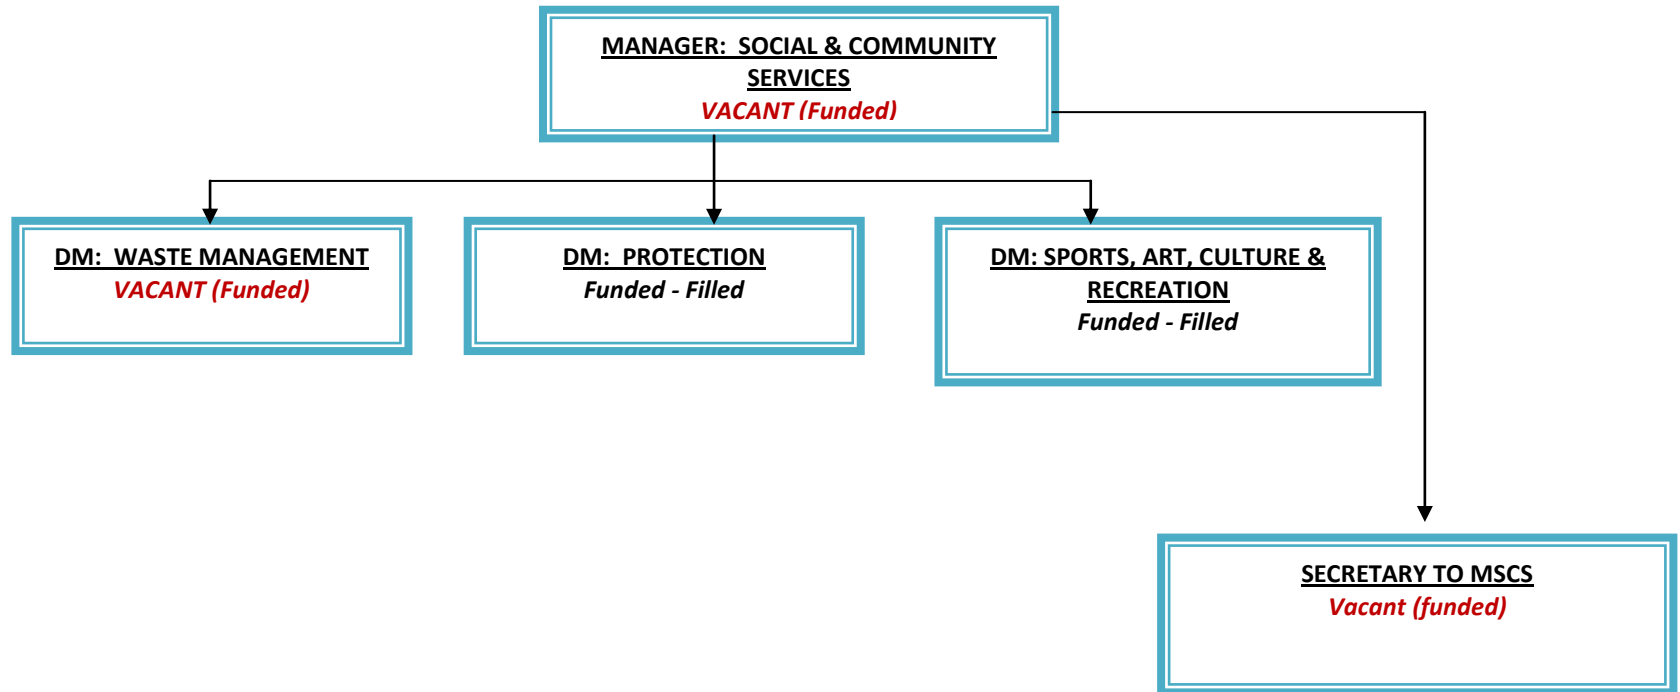 MANAGER: SOCIAL & COMMUNITY
SERVICES
VACANT (Funded)
DM: WASTE MANAGEMENT
VACANT (Funded)
DM: PROTECTION
Funded - Filled
DM: SPORTS, ART, CULTURE &
RECREATION
Funded - Filled
SECRETARY TO MSCS
Vacant (funded)